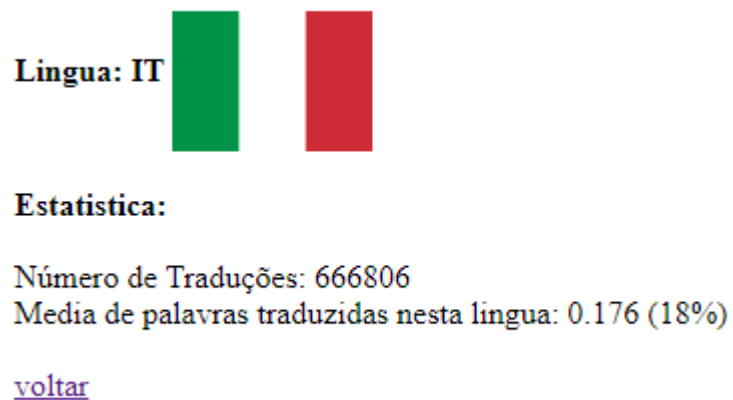 Lingua: IT
Estatistica:
Número de Traduções: 666806
Media de palavras traduzidas nesta lingua: 0.176 (18%)
voltar